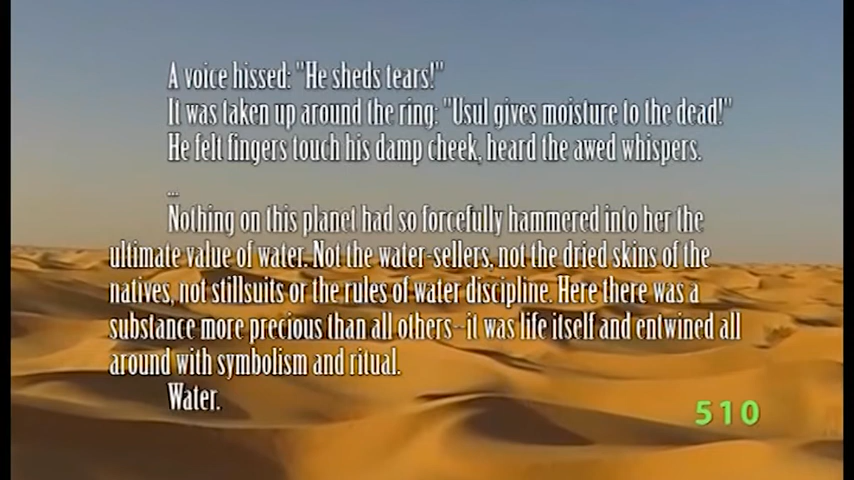 A voice hissed: "He sheds tears!"
It was taken up around the ring: "Usul gives moisture to the dead!"
He felt fingers touch his damp cheek, heard the awed whispers.
...
Nothing on this planet had so forcefully hammered into her the
ultimate value of water. Not the water-sellers, not the dried skins of the
natives, not stillsuits or the rules of water discipline. Here there was a
substance more precious than all others--it was life itself and entwined all
around with symbolism and ritual.
Water.
510